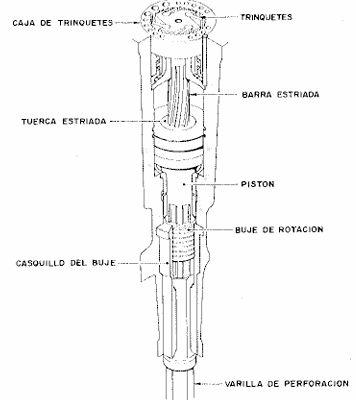 CAJA DE TRINQUETES
TRINQUETES
BARRA ESTRIADA
TUERCA ESTRIADA
PISTON
BUJE DE ROTACION
CASQUILLO DEL BUJE
VARILLA DE PERFORACION